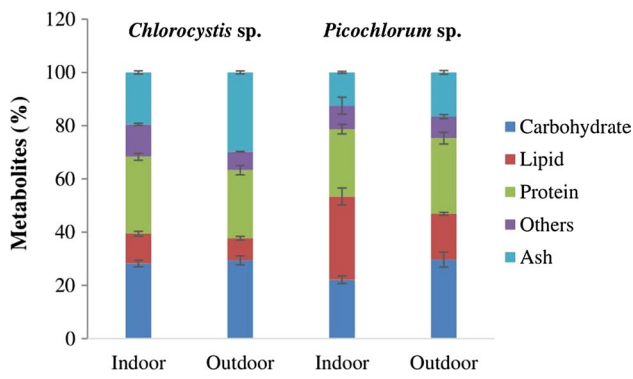 Chlorocystis sp. Picochlorum sp.
Metabolites (%)
120
100
80
60
40
20
0
Indoor Outdoor Indoor Outdoor
Carbohydrate
Lipid
Protein
Others
Ash